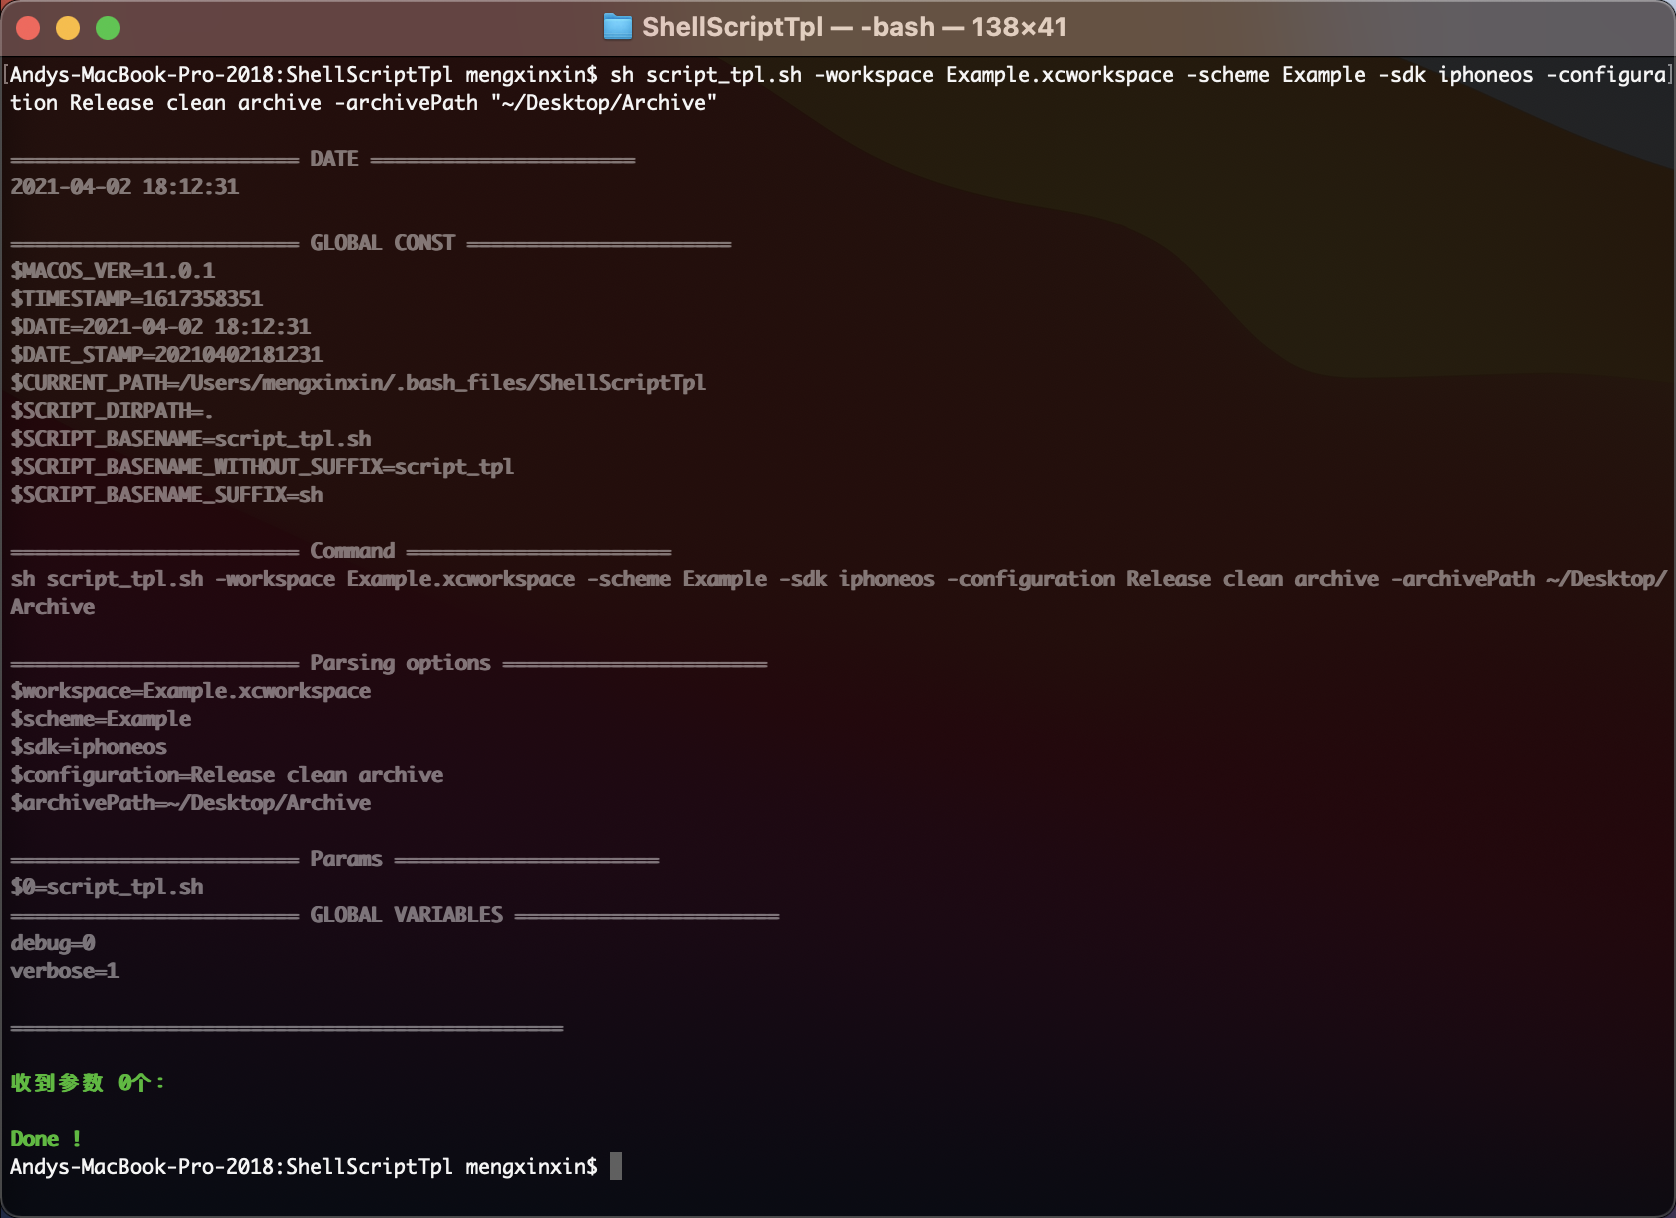 ShellScriptTpl — -bash — 138×41
[Andys-MacBook-Pro-2018:ShellScriptTpl mengxinxin$ sh script_tpl.sh -workspace Example.xcworkspace -scheme Example -sdk iphoneos -configura]
tion Release clean archive -archivePath "~/Desktop/Archive"
======================== DATE ======================
2021-04-02 18:12:31
======================== GLOBAL CONST ======================
$MACOS_VER=11.0.1
$TIMESTAMP=1617358351
$DATE=2021-04-02 18:12:31
$DATE_STAMP=20210402181231
$CURRENT_PATH=/Users/mengxinxin/.bash_files/ShellScriptTpl
$SCRIPT_DIRPATH=.
$SCRIPT_BASENAME=script_tpl.sh
$SCRIPT_BASENAME_WITHOUT_SUFFIX=script_tpl
$SCRIPT_BASENAME_SUFFIX=sh
======================== Command ======================
sh script_tpl.sh -workspace Example.xcworkspace -scheme Example -sdk iphoneos -configuration Release clean archive -archivePath ~/Desktop/
Archive
======================== Parsing options ======================
$workspace=Example.xcworkspace
$scheme=Example
$sdk=iphoneos
$configuration=Release clean archive
$archivePath=~/Desktop/Archive
======================== Params ======================
$0=script_tpl.sh
======================== GLOBAL VARIABLES ======================
debug=0
verbose=1
==============================================
收到参数 0个:
Done !
Andys-MacBook-Pro-2018:ShellScriptTpl mengxinxin$